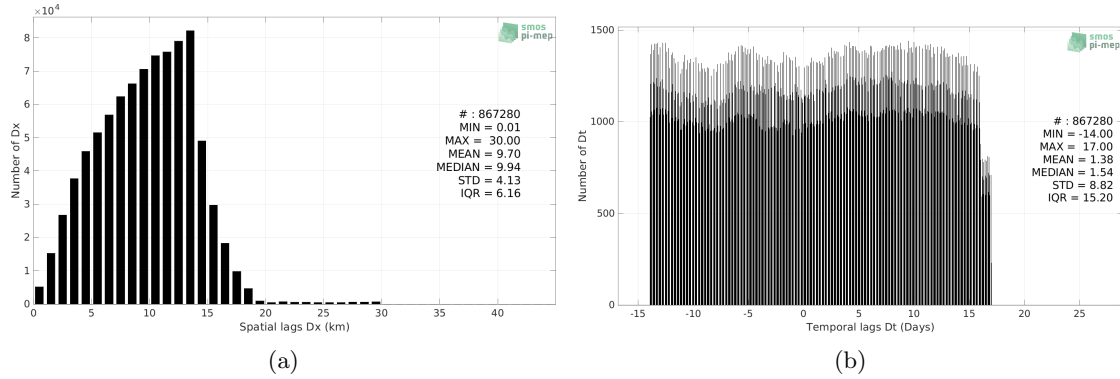 ×10⁴
8
7
6
5
4
3
2
1
0
Number of Dx
smos
pi-mep
# : 867280
MIN = 0.01
MAX = 30.00
MEAN = 9.70
MEDIAN = 9.94
STD = 4.13
IQR = 6.16
0 5 10 15 20 25 30 35 40
Spatial lags Dx (km)
(a)
1500
1000
500
0
Number of Dt
smos
pi-mep
# : 867280
MIN = -14.00
MAX = 17.00
MEAN = 1.38
MEDIAN = 1.54
STD = 8.82
IQR = 15.20
-15 -10 -5 0 5 10 15 20 25
Temporal lags Dt (Days)
(b)